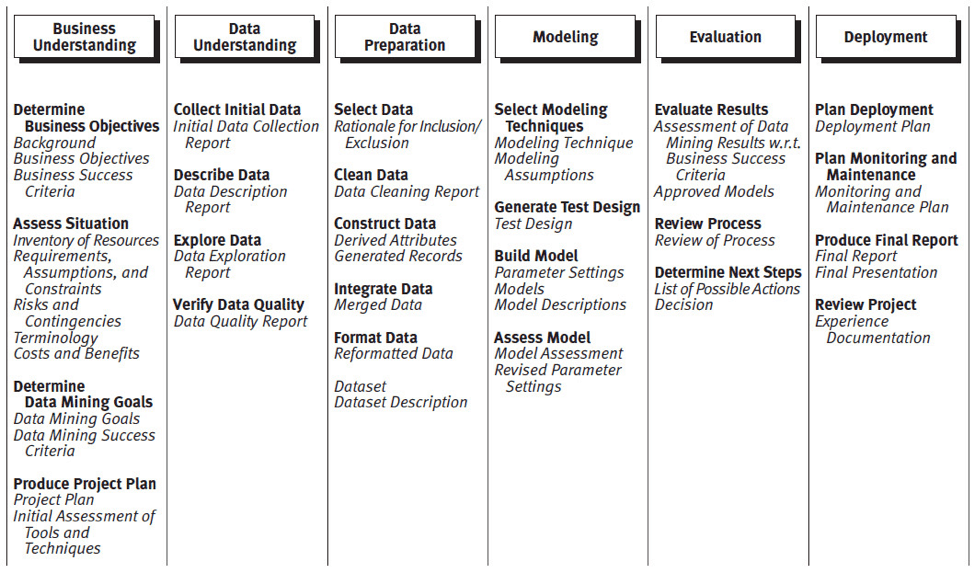 Business
Understanding
Data
Understanding
Data
Preparation
Modeling
Evaluation
Deployment
Determine
Business Objectives
Background
Business Objectives
Business Success
Criteria
Assess Situation
Inventory of Resources
Requirements,
Assumptions, and
Constraints
Risks and
Contingencies
Terminology
Costs and Benefits
Determine
Data Mining Goals
Data Mining Goals
Data Mining Success
Criteria
Produce Project Plan
Project Plan
Initial Assessment of
Tools and
Techniques
Collect Initial Data
Initial Data Collection
Report
Describe Data
Data Description
Report
Explore Data
Data Exploration
Report
Verify Data Quality
Data Quality Report
Select Data
Rationale for Inclusion/
Exclusion
Clean Data
Data Cleaning Report
Construct Data
Derived Attributes
Generated Records
Integrate Data
Merged Data
Format Data
Reformatted Data
Dataset
Dataset Description
Select Modeling
Techniques
Modeling Technique
Modeling
Assumptions
Generate Test Design
Test Design
Build Model
Parameter Settings
Models
Model Descriptions
Assess Model
Model Assessment
Revised Parameter
Settings
Evaluate Results
Assessment of Data
Mining Results w.r.t.
Business Success
Criteria
Approved Models
Review Process
Review of Process
Determine Next Steps
List of Possible Actions
Decision
Plan Deployment
Deployment Plan
Plan Monitoring and
Maintenance
Monitoring and
Maintenance Plan
Produce Final Report
Final Report
Final Presentation
Review Project
Experience
Documentation